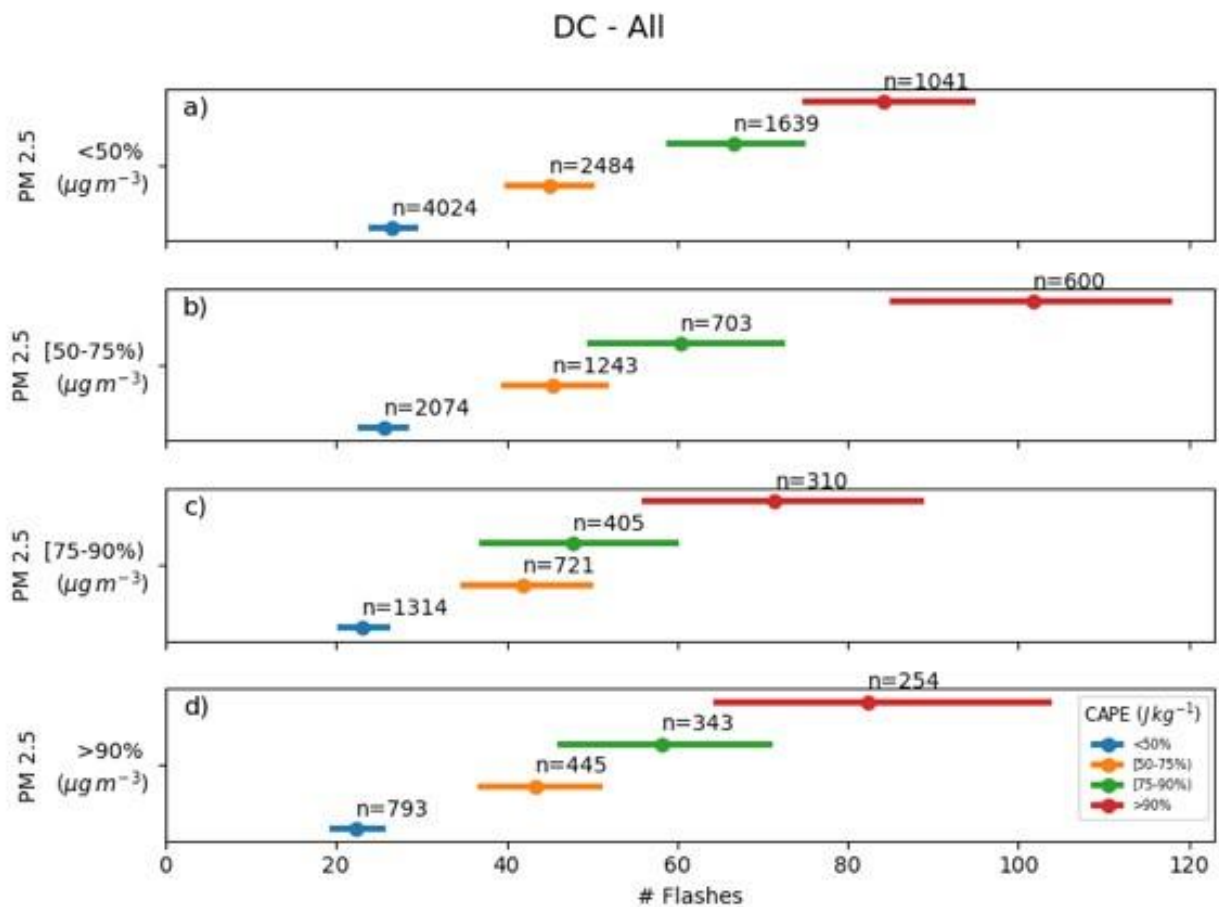 DC - All
a)
PM 2.5
<50%
(μg m⁻³)
n=1041
n=1639
n=2484
n=4024
b)
PM 2.5
[50-75%)
(μg m⁻³)
n=600
n=703
n=1243
n=2074
c)
PM 2.5
[75-90%)
(μg m⁻³)
n=310
n=405
n=721
n=1314
d)
PM 2.5
>90%
(μg m⁻³)
n=254
n=343
n=445
n=793
CAPE (J kg⁻¹)
<50%
[50-75%)
[75-90%)
>90%
0 20 40 60 80 100 120
# Flashes